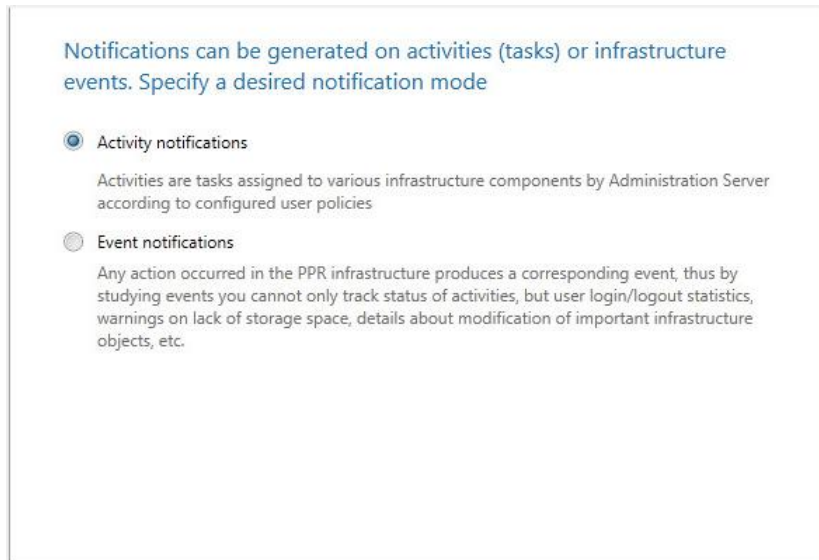 Notifications can be generated on activities (tasks) or infrastructure
events. Specify a desired notification mode
Activity notifications
Activities are tasks assigned to various infrastructure components by Administration Server
according to configured user policies
Event notifications
Any action occurred in the PPR infrastructure produces a corresponding event, thus by
studying events you cannot only track status of activities, but user login/logout statistics,
warnings on lack of storage space, details about modification of important infrastructure
objects, etc.